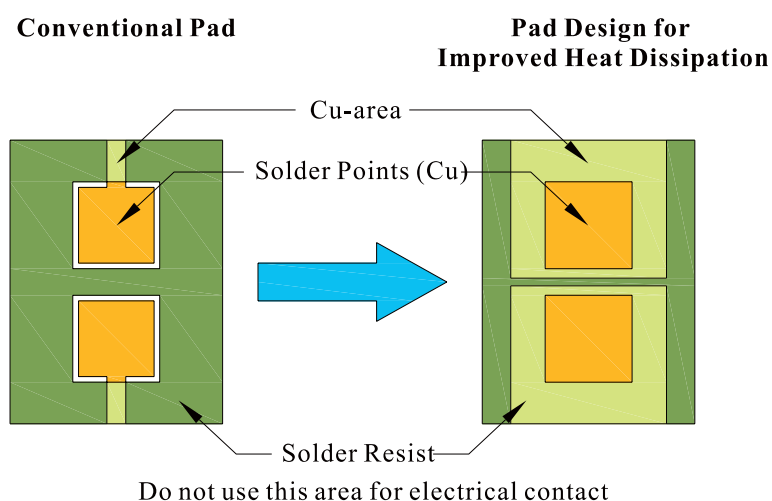 Conventional Pad
Pad Design for
Improved Heat Dissipation
Cu-area
Solder Points (Cu)
Solder Resist
Do not use this area for electrical contact